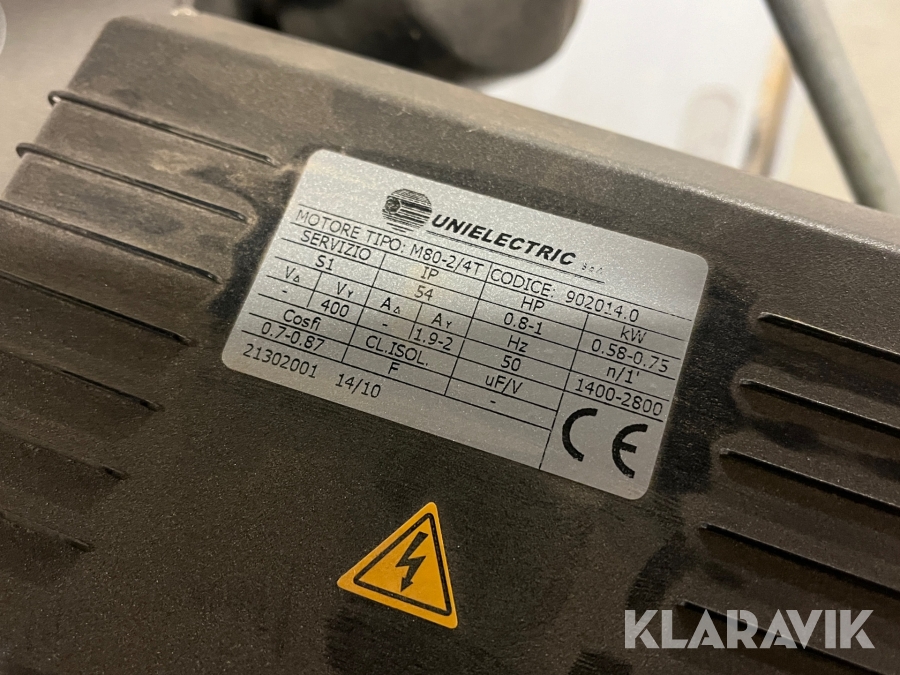 UNIELECTRIC s.p.A.
MOTORE TIPO: M80-2/4T CODICE: 902014.0
SERVIZIO IP HP kW
S1 54 0.8-1 0.58-0.75
V△ VY A△ AY Hz n/1'
- 400 - 1.9-2 50 1400-2800
Cosfi CL.ISOL. uF/V
0.7-0.87 F -
21302001 14/10
CE
KLARAVIK